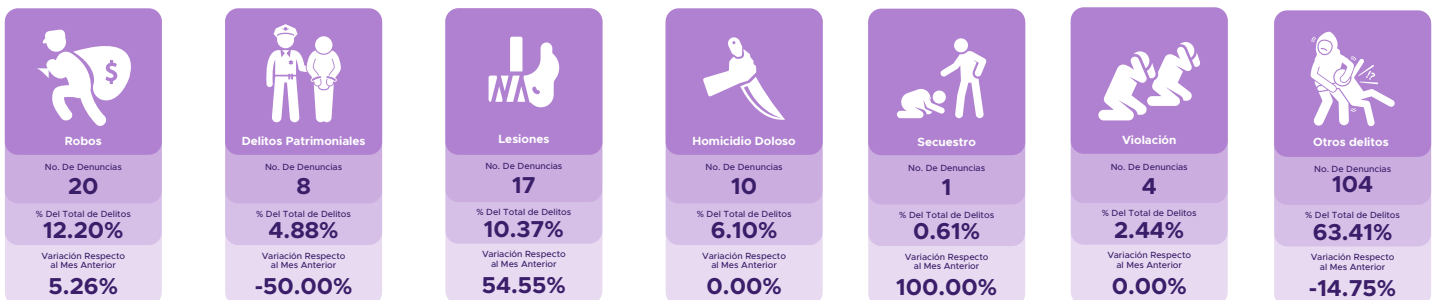 $
Robos
No. De Denuncias
20
% Del Total de Delitos
12.20%
Variación Respecto
al Mes Anterior
5.26%
Delitos Patrimoniales
No. De Denuncias
8
% Del Total de Delitos
4.88%
Variación Respecto
al Mes Anterior
-50.00%
Lesiones
No. De Denuncias
17
% Del Total de Delitos
10.37%
Variación Respecto
al Mes Anterior
54.55%
Homicidio Doloso
No. De Denuncias
10
% Del Total de Delitos
6.10%
Variación Respecto
al Mes Anterior
0.00%
Secuestro
No. De Denuncias
1
% Del Total de Delitos
0.61%
Variación Respecto
al Mes Anterior
100.00%
Violación
No. De Denuncias
4
% Del Total de Delitos
2.44%
Variación Respecto
al Mes Anterior
0.00%
Otros delitos
No. De Denuncias
104
% Del Total de Delitos
63.41%
Variación Respecto
al Mes Anterior
-14.75%